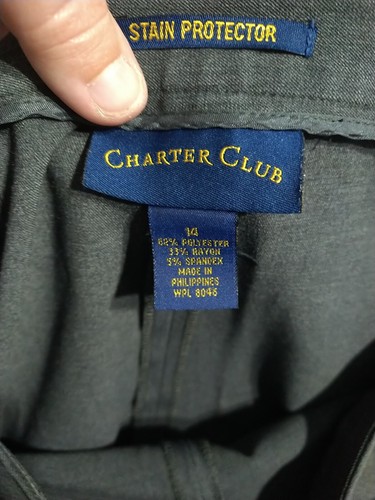 STAIN PROTECTOR
CHARTER CLUB
14
62% POLYESTER
33% RAYON
5% SPANDEX
MADE IN
PHILIPPINES
WPL 8046